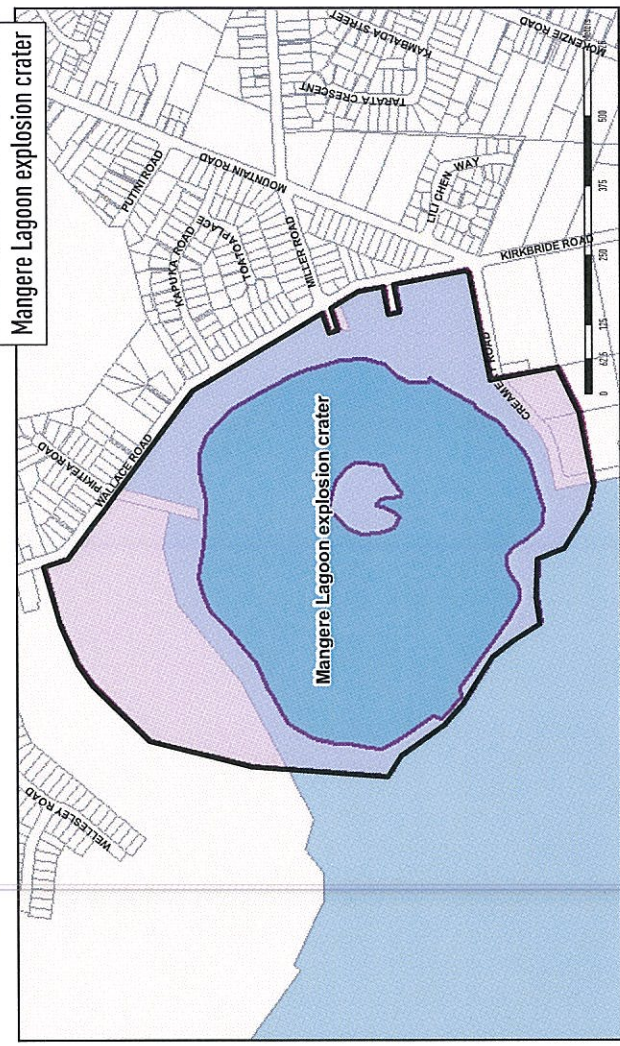 Mangere Lagoon explosion crater
MCKENZIE ROAD
KAMBALDA STREET
TARATA CRESCENT
PUTINI ROAD
MOUNTAIN ROAD
LILI CHEN WAY
KAPUKA ROAD
TOATOAPLACE
MILLER ROAD
KIRKBRIDE ROAD
PIKITEA ROAD
WALLACE ROAD
CREAMERY ROAD
Mangere Lagoon explosion crater
WELLESLEY ROAD
0 62.5 125 250 375 500